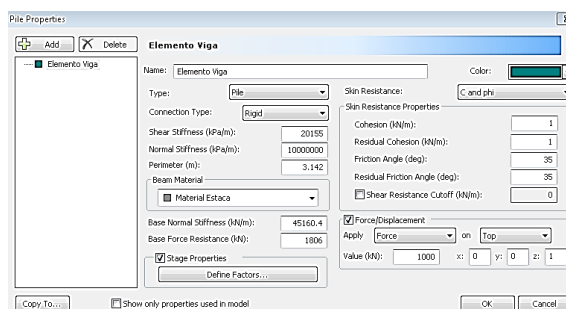 Pile Properties
Add
Delete
Elemento Viga
Elemento Viga
Name: Elemento Viga
Color:
Type: Pile
Connection Type: Rigid
Shear Stiffness (kPa/m): 20155
Normal Stiffness (kPa/m): 10000000
Perimeter (m): 3.142
Beam Material
Material Estaca
Base Normal Stiffness (kN/m): 45160.4
Base Force Resistance (kN): 1806
Stage Properties
Define Factors...
Skin Resistance: C and phi
Skin Resistance Properties
Cohesion (kN/m): 1
Residual Cohesion (kN/m): 1
Friction Angle (deg): 35
Residual Friction Angle (deg): 35
Shear Resistance Cutoff (kN/m): 0
Force/Displacement
Apply Force on Top
Value (kN): 1000 x: 0 y: 0 z: 1
Copy To...
Show only properties used in model
OK
Cancel